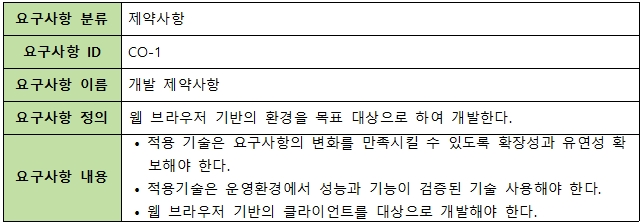 요구사항 분류 제약사항
요구사항 ID CO-1
요구사항 이름 개발 제약사항
요구사항 정의 웹 브라우저 기반의 환경을 목표 대상으로 하여 개발한다.
요구사항 내용
• 적용 기술은 요구사항의 변화를 만족시킬 수 있도록 확장성과 유연성 확
보해야 한다.
• 적용기술은 운영환경에서 성능과 기능이 검증된 기술 사용해야 한다.
• 웹 브라우저 기반의 클라이언트를 대상으로 개발해야 한다.